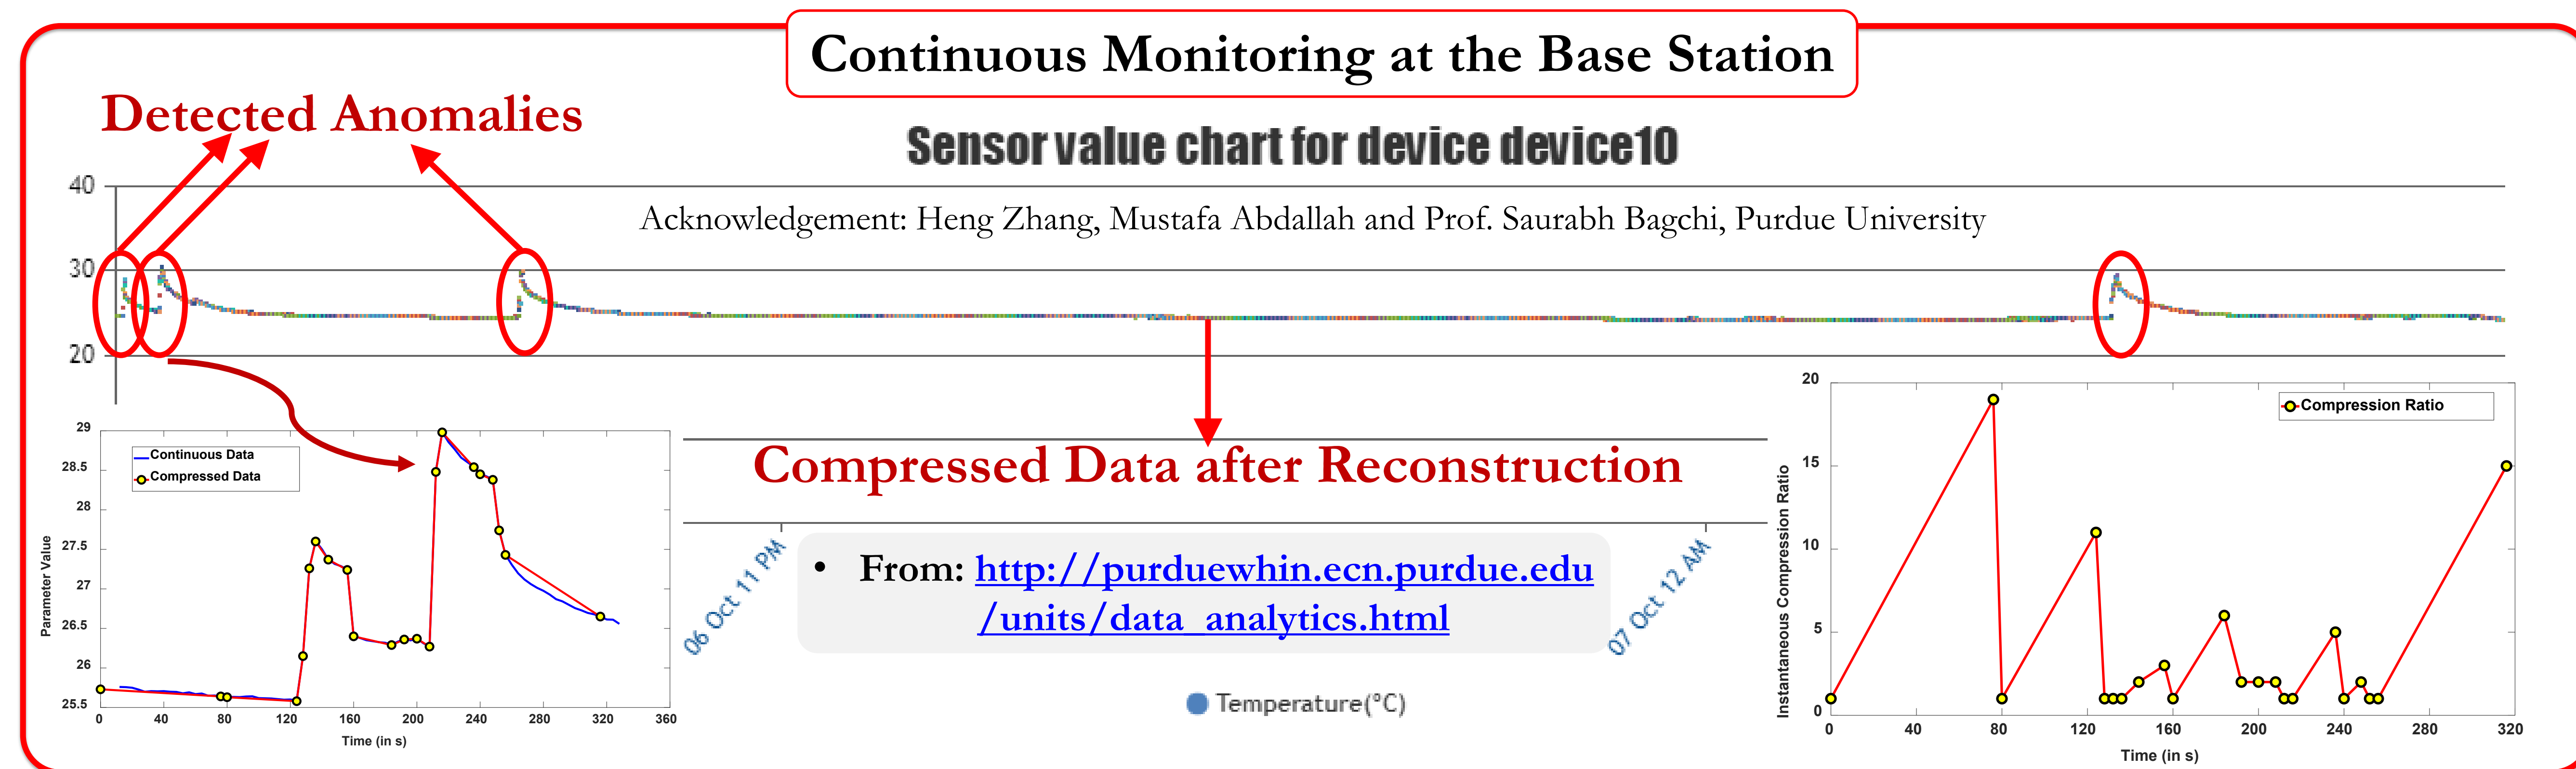 Continuous Monitoring at the Base Station
Detected Anomalies
Sensor value chart for device device10
40
Acknowledgement: Heng Zhang, Mustafa Abdallah and Prof. Saurabh Bagchi, Purdue University
30
20
29
28.5
28
27.5
27
26.5
26
25.5
Parameter Value
Continuous Data
Compressed Data
0 40 80 120 160 200 240 280 320 360
Time (in s)
Compressed Data after Reconstruction
06 Oct 11 PM
07 Oct 12 AM
• From: http://purduewhin.ecn.purdue.edu
/units/data_analytics.html
Temperature(°C)
20
15
10
5
0
Instantaneous Compression Ratio
Compression Ratio
0 40 80 120 160 200 240 280 320
Time (in s)